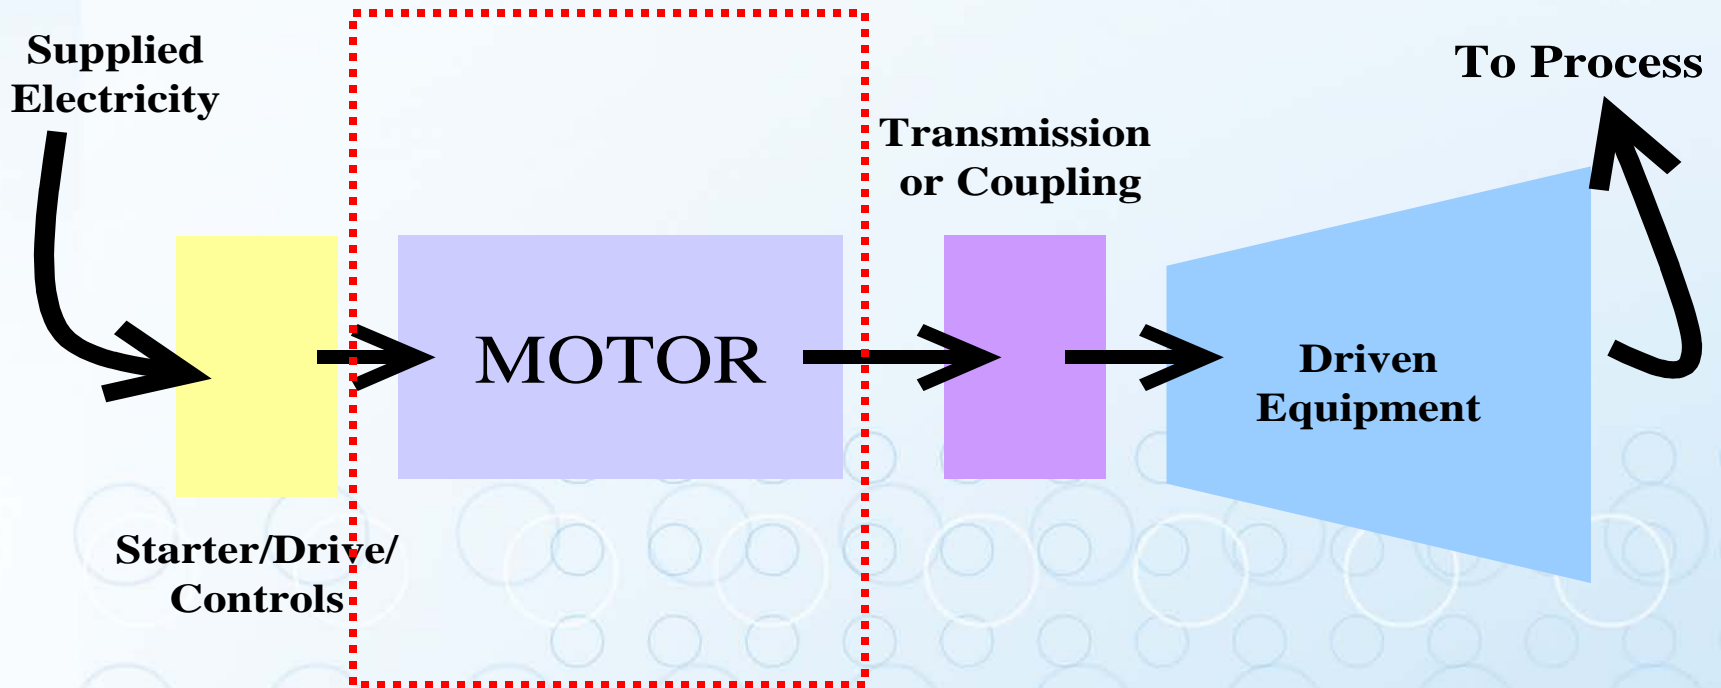 Supplied
Electricity
To Process
Transmission
or Coupling
MOTOR
Driven
Equipment
Starter/Drive/
Controls